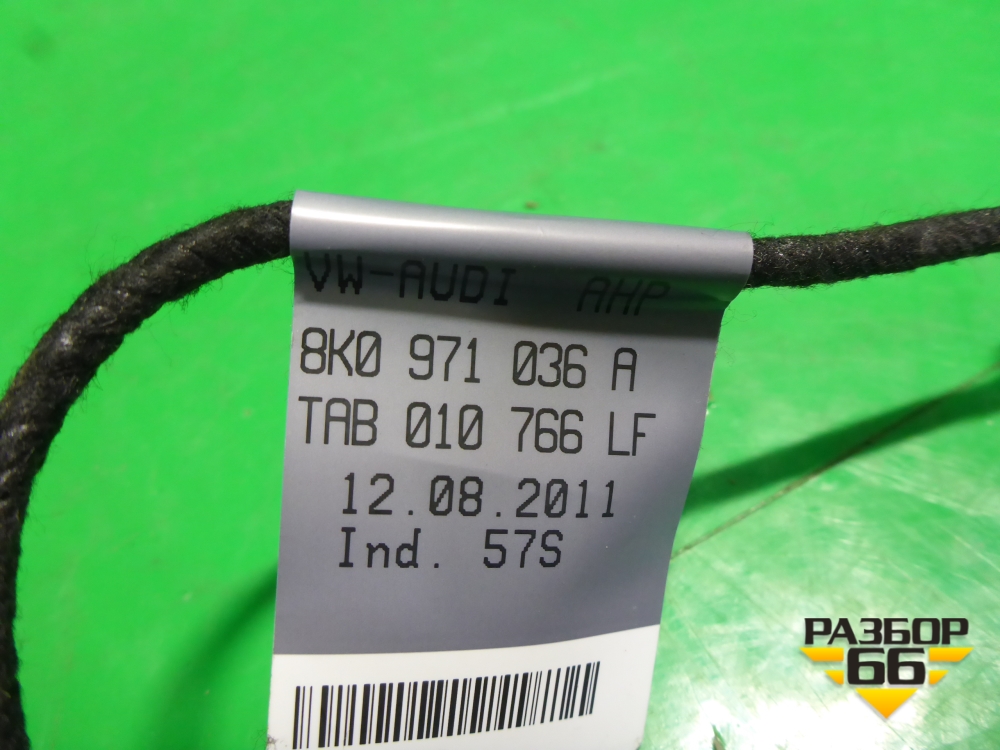 VW-AUDI AHP
8K0 971 036 A
TAB 010 766 LF
12.08.2011
Ind. 57S
РАЗБОР
66